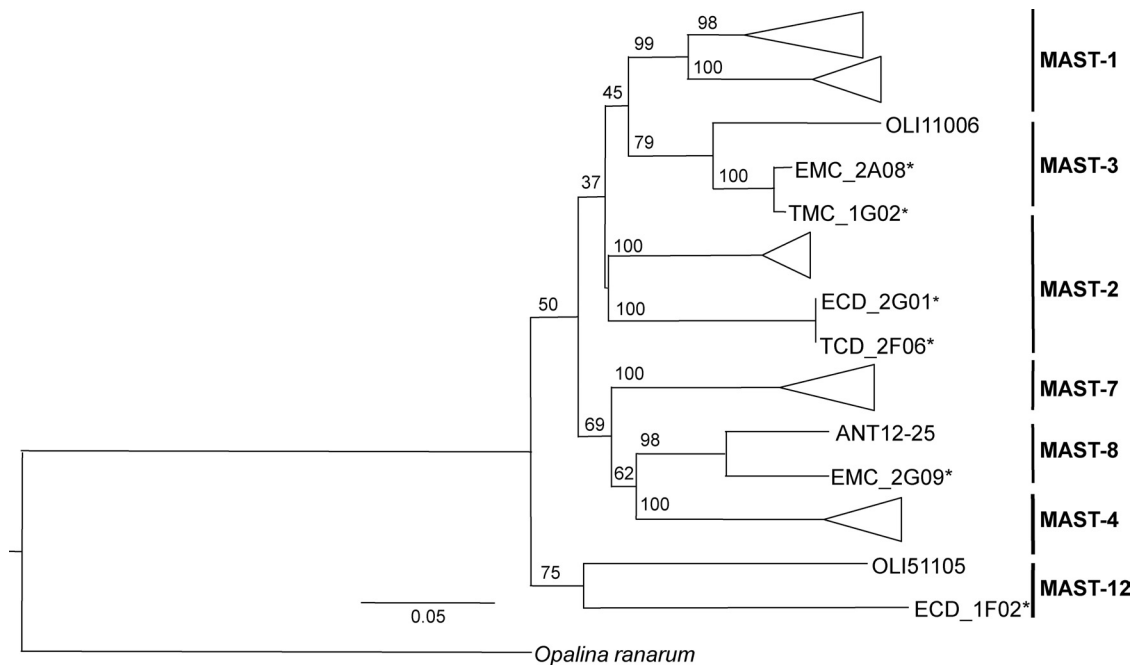 98
99
MAST-1
100
45
OLI11006
79
EMC_2A08*
MAST-3
100
37
TMC_1G02*
100
MAST-2
ECD_2G01*
50
100
TCD_2F06*
100
MAST-7
69
98
ANT12-25
MAST-8
62
EMC_2G09*
100
MAST-4
OLI51105
75
MAST-12
0.05
ECD_1F02*
Opalina ranarum